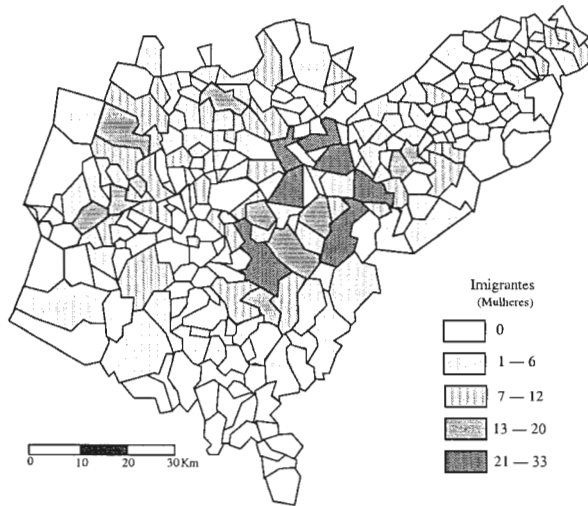 Imigrantes
(Mulheres)
0
1 — 6
7 — 12
13 — 20
21 — 33
0 10 20 30 Km